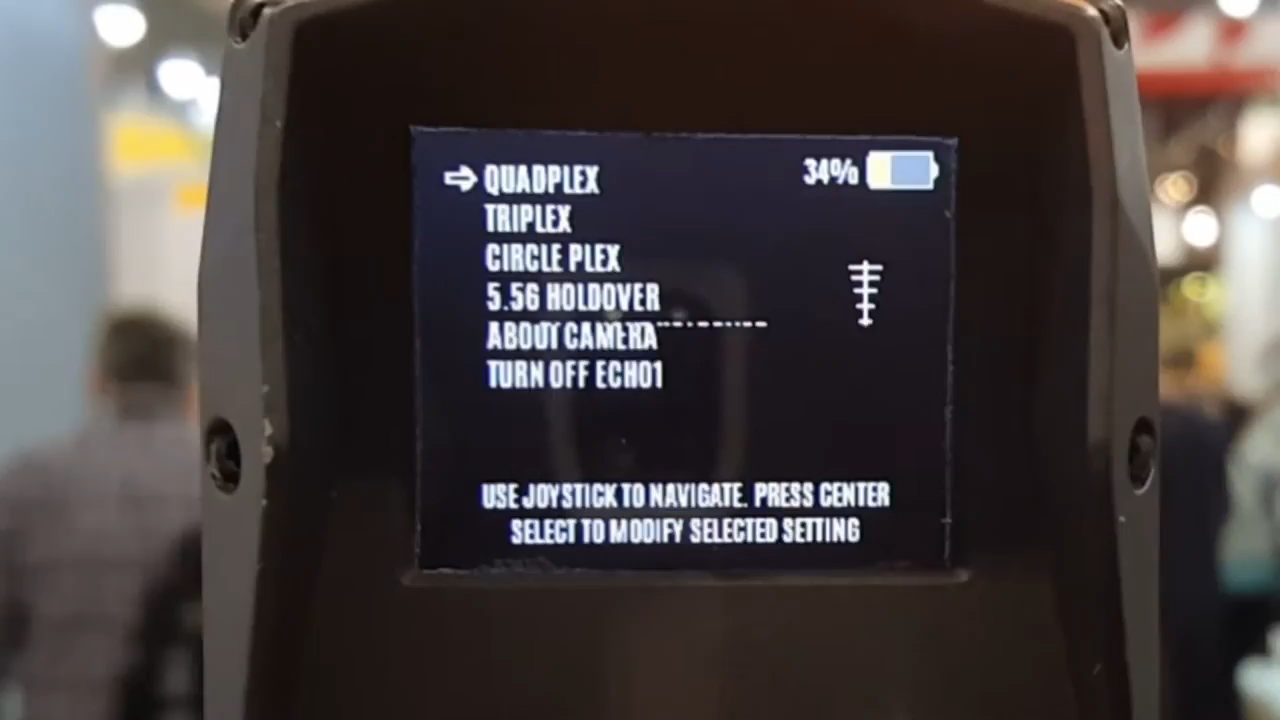 QUADPLEX
34%
TRIPLEX
CIRCLE PLEX
5.56 HOLDOVER
ABOUT CAMERA
TURN OFF ECHO1
USE JOYSTICK TO NAVIGATE. PRESS CENTER
SELECT TO MODIFY SELECTED SETTING